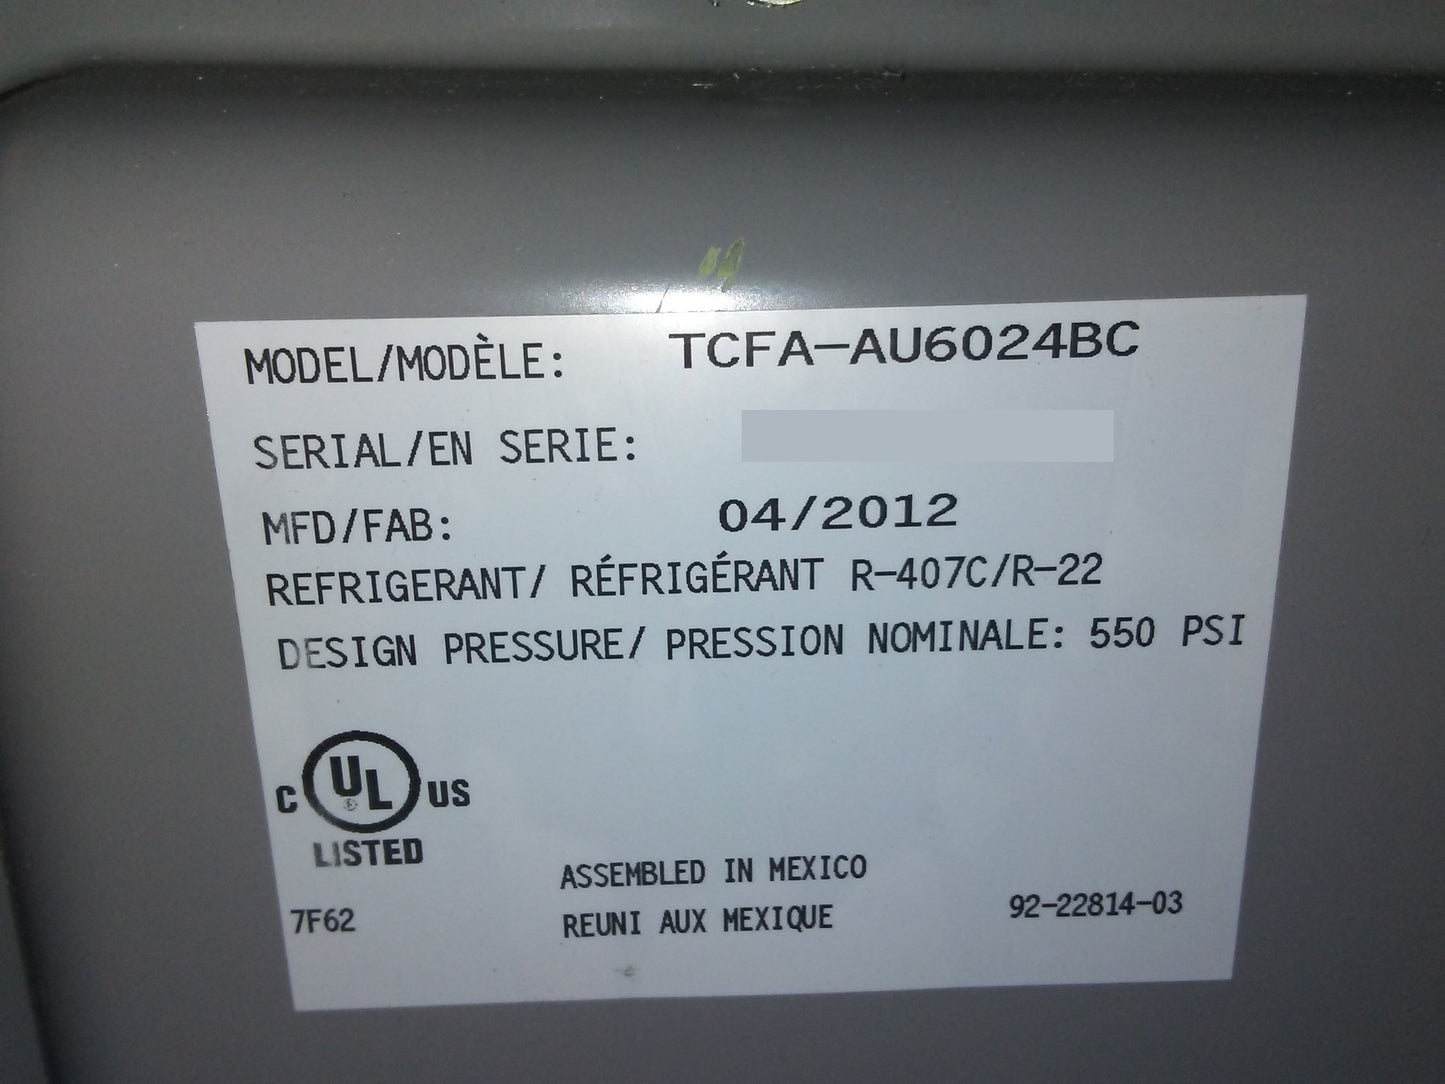 MODEL/MODÈLE: TCFA-AU6024BC
SERIAL/EN SERIE:
MFD/FAB: 04/2012
REFRIGERANT/ RÉFRIGÉRANT R-407C/R-22
DESIGN PRESSURE/ PRESSION NOMINALE: 550 PSI
C UL® US
LISTED
ASSEMBLED IN MEXICO
7F62 REUNI AUX MEXIQUE 92-22814-03